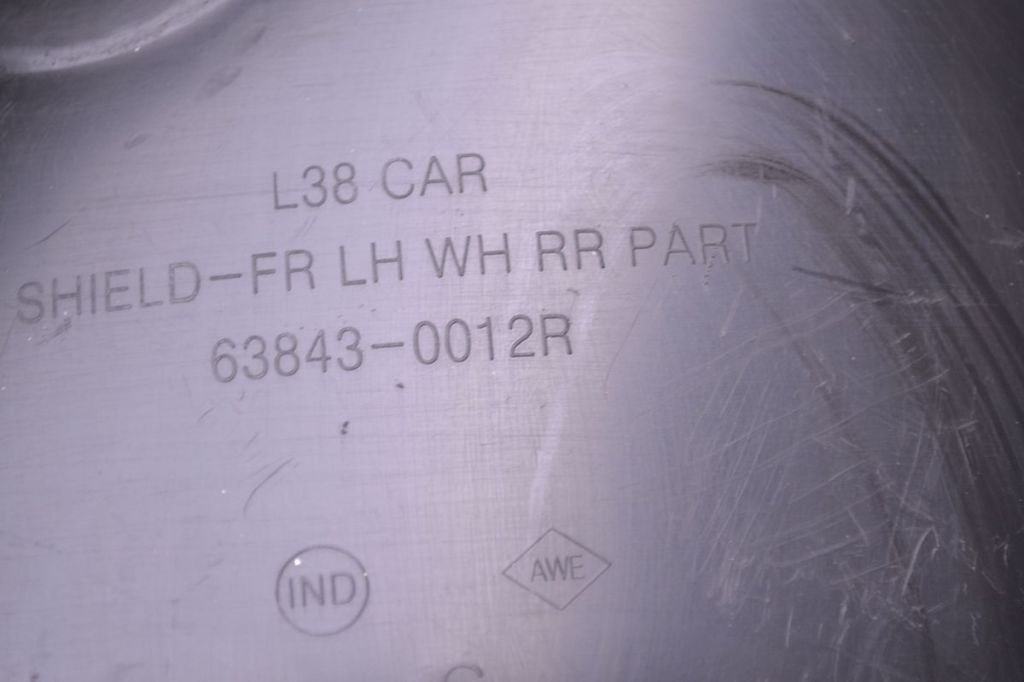 L38 CAR
SHIELD-FR LH WH RR PART
63843-0012R
IND
AWE